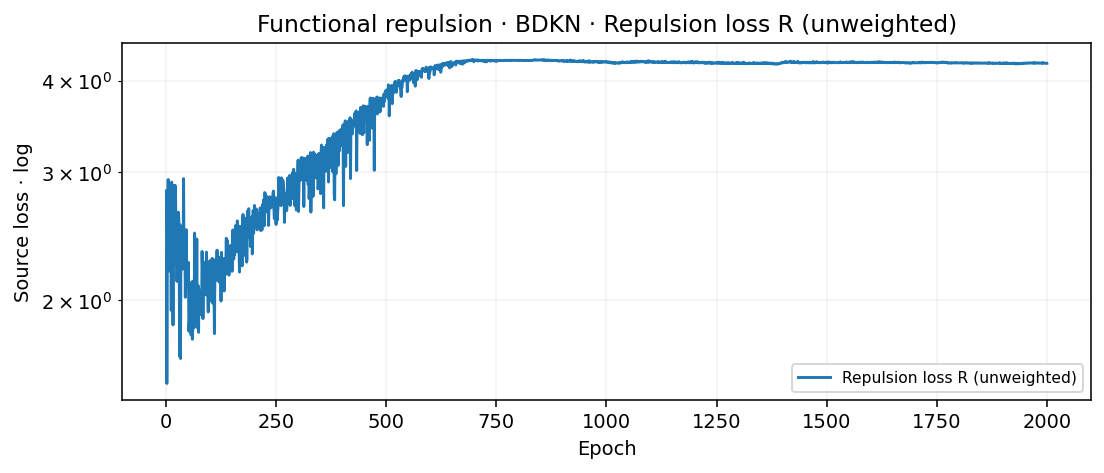 Functional repulsion · BDKN · Repulsion loss R (unweighted)
Source loss · log
4 × 10⁰
3 × 10⁰
2 × 10⁰
Repulsion loss R (unweighted)
0 250 500 750 1000 1250 1500 1750 2000
Epoch